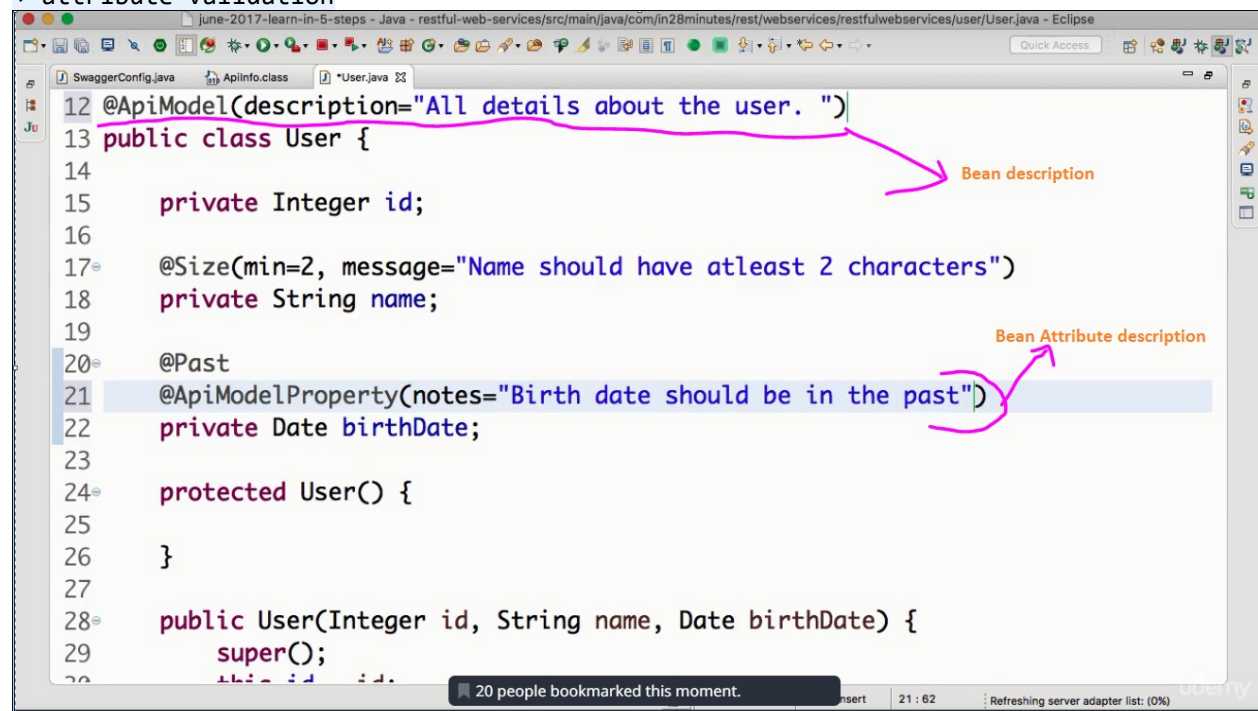 > attribute validation
june-2017-learn-in-5-steps - Java - restful-web-services/src/main/java/com/in28minutes/rest/webservices/restfulwebservices/user/User.java - Eclipse
Quick Access
SwaggerConfig.java ApiInfo.class *User.java
Ju
12 @ApiModel(description="All details about the user. ")
13 public class User {
Bean description
14
15 private Integer id;
16
17 @Size(min=2, message="Name should have atleast 2 characters")
18 private String name;
19
Bean Attribute description
20 @Past
21 @ApiModelProperty(notes="Birth date should be in the past")
22 private Date birthDate;
23
24 protected User() {
25
26 }
27
28 public User(Integer id, String name, Date birthDate) {
29 super();
20 people bookmarked this moment.
21 : 62
Refreshing server adapter list: (0%)
udemy